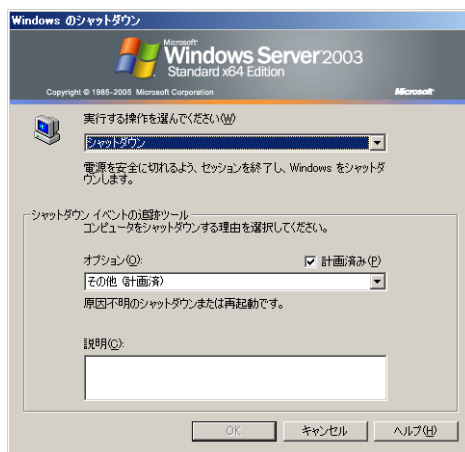 Windows のシャットダウン
Microsoft
Windows Server 2003
Standard x64 Edition
Copyright © 1985-2005 Microsoft Corporation
Microsoft
実行する操作を選んでください(W)
シャットダウン
電源を安全に切れるよう、セッションを終了し、Windows をシャットダ
ウンします。
シャットダウン イベントの追跡ツール
コンピュータをシャットダウンする理由を選択してください。
オプション(O):
計画済み(P)
その他 (計画済)
原因不明のシャットダウンまたは再起動です。
説明(C):
OK
キャンセル
ヘルプ(H)